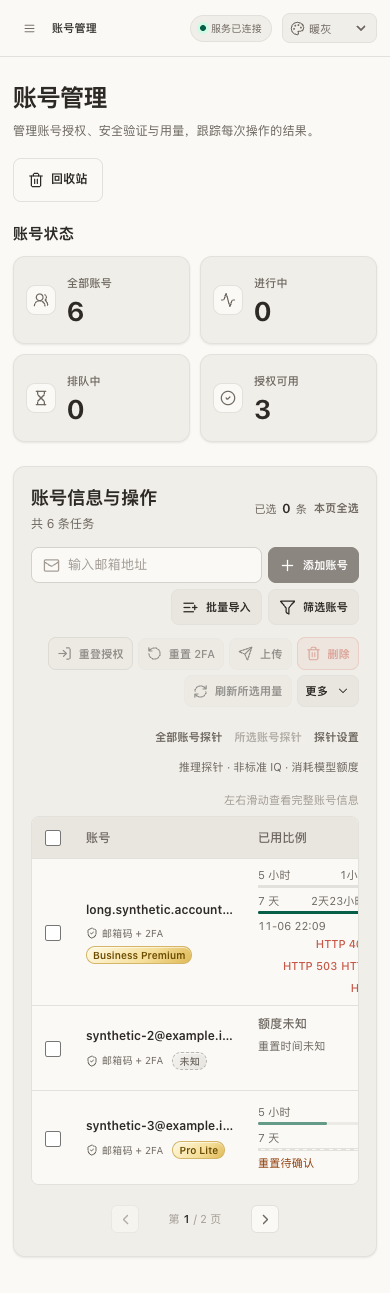 账号管理
服务已连接
暖灰
账号管理
管理账号授权、安全验证与用量，跟踪每次操作的结果。
回收站
账号状态
全部账号
6
进行中
0
排队中
0
授权可用
3
账号信息与操作
共 6 条任务
已选 0 条 本页全选
输入邮箱地址
添加账号
批量导入
筛选账号
重登授权
重置 2FA
上传
删除
刷新所选用量
更多
全部账号探针 所选账号探针 探针设置
推理探针 · 非标准 IQ · 消耗模型额度
左右滑动查看完整账号信息
账号 已用比例
long.synthetic.account...
邮箱码 + 2FA
Business Premium
5 小时 1小
7 天 2天23小
11-06 22:09
HTTP 40
HTTP 503 HT
H
synthetic-2@example.i...
邮箱码 + 2FA 未知
额度未知
重置时间未知
synthetic-3@example.i...
邮箱码 + 2FA Pro Lite
5 小时
7 天
重置待确认
第 1 / 2 页